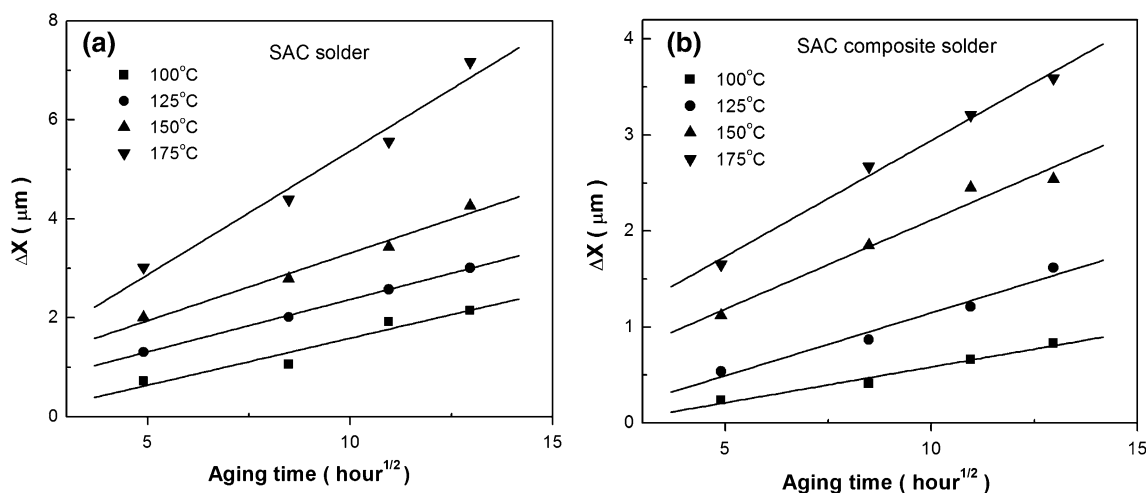 (a)
SAC solder
100°C
125°C
150°C
175°C
8
6
4
2
0
ΔX ( μm )
5
10
15
Aging time ( hour^1/2 )
(b)
SAC composite solder
100°C
125°C
150°C
175°C
4
3
2
1
0
ΔX ( μm )
5
10
15
Aging time ( hour^1/2 )